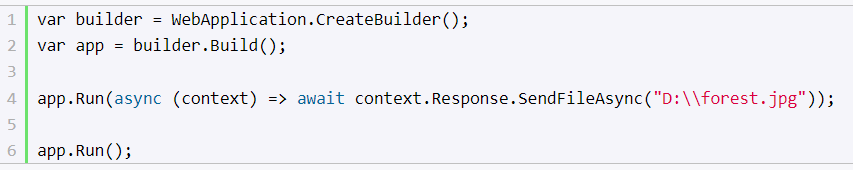 1 var builder = WebApplication.CreateBuilder();
2 var app = builder.Build();
3
4 app.Run(async (context) => await context.Response.SendFileAsync("D:\\forest.jpg"));
5
6 app.Run();